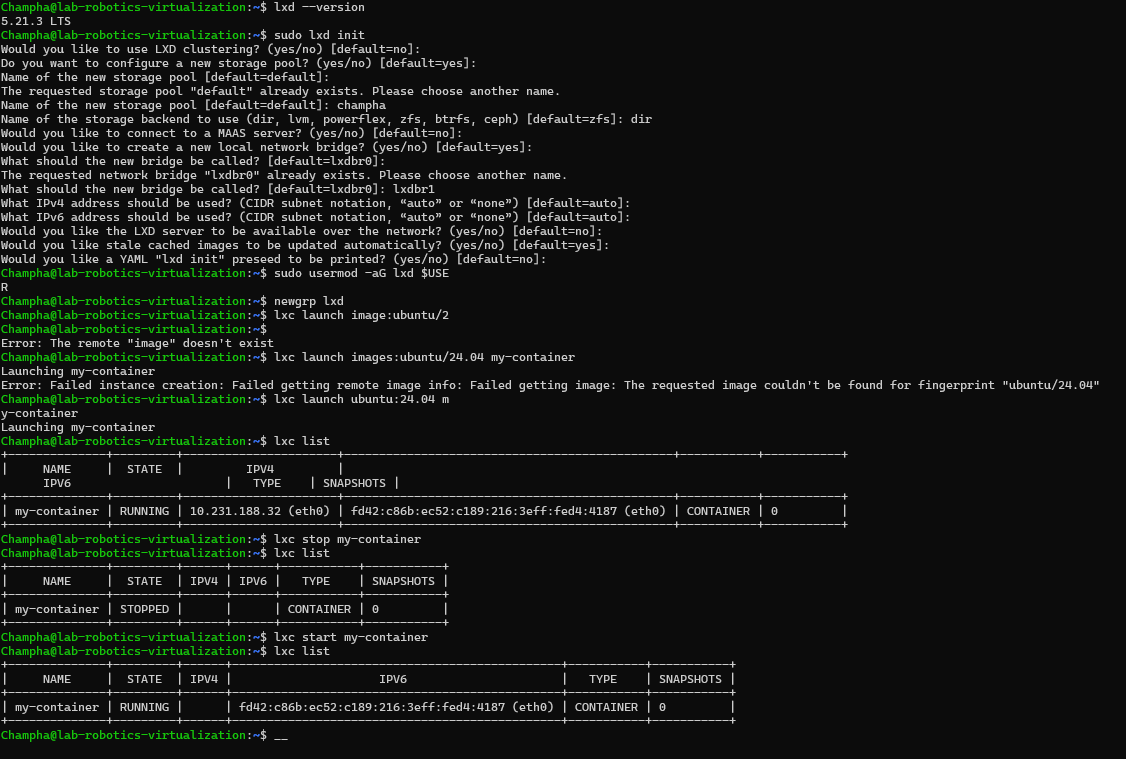 Champha@lab-robotics-virtualization:~$ lxd --version
5.21.3 LTS
Champha@lab-robotics-virtualization:~$ sudo lxd init
Would you like to use LXD clustering? (yes/no) [default=no]:
Do you want to configure a new storage pool? (yes/no) [default=yes]:
Name of the new storage pool [default=default]:
The requested storage pool "default" already exists. Please choose another name.
Name of the new storage pool [default=default]: champha
Name of the storage backend to use (dir, lvm, powerflex, zfs, btrfs, ceph) [default=zfs]: dir
Would you like to connect to a MAAS server? (yes/no) [default=no]:
Would you like to create a new local network bridge? (yes/no) [default=yes]:
What should the new bridge be called? [default=lxdbr0]:
The requested network bridge "lxdbr0" already exists. Please choose another name.
What should the new bridge be called? [default=lxdbr0]: lxdbr1
What IPv4 address should be used? (CIDR subnet notation, “auto” or “none”) [default=auto]:
What IPv6 address should be used? (CIDR subnet notation, “auto” or “none”) [default=auto]:
Would you like the LXD server to be available over the network? (yes/no) [default=no]:
Would you like stale cached images to be updated automatically? (yes/no) [default=yes]:
Would you like a YAML "lxd init" preseed to be printed? (yes/no) [default=no]:
Champha@lab-robotics-virtualization:~$ sudo usermod -aG lxd $USE
R
Champha@lab-robotics-virtualization:~$ newgrp lxd
Champha@lab-robotics-virtualization:~$ lxc launch image:ubuntu/2
Champha@lab-robotics-virtualization:~$
Error: The remote "image" doesn't exist
Champha@lab-robotics-virtualization:~$ lxc launch images:ubuntu/24.04 my-container
Launching my-container
Error: Failed instance creation: Failed getting remote image info: Failed getting image: The requested image couldn't be found for fingerprint "ubuntu/24.04"
Champha@lab-robotics-virtualization:~$ lxc launch ubuntu:24.04 m
y-container
Launching my-container
Champha@lab-robotics-virtualization:~$ lxc list
| NAME | STATE | IPV4 |
IPV6 | TYPE | SNAPSHOTS |
| my-container | RUNNING | 10.231.188.32 (eth0) | fd42:c86b:ec52:c189:216:3eff:fed4:4187 (eth0) | CONTAINER | 0 |
Champha@lab-robotics-virtualization:~$ lxc stop my-container
Champha@lab-robotics-virtualization:~$ lxc list
| NAME | STATE | IPV4 | IPV6 | TYPE | SNAPSHOTS |
| my-container | STOPPED | | | CONTAINER | 0 |
Champha@lab-robotics-virtualization:~$ lxc start my-container
Champha@lab-robotics-virtualization:~$ lxc list
| NAME | STATE | IPV4 | IPV6 | TYPE | SNAPSHOTS |
| my-container | RUNNING | | fd42:c86b:ec52:c189:216:3eff:fed4:4187 (eth0) | CONTAINER | 0 |
Champha@lab-robotics-virtualization:~$ __